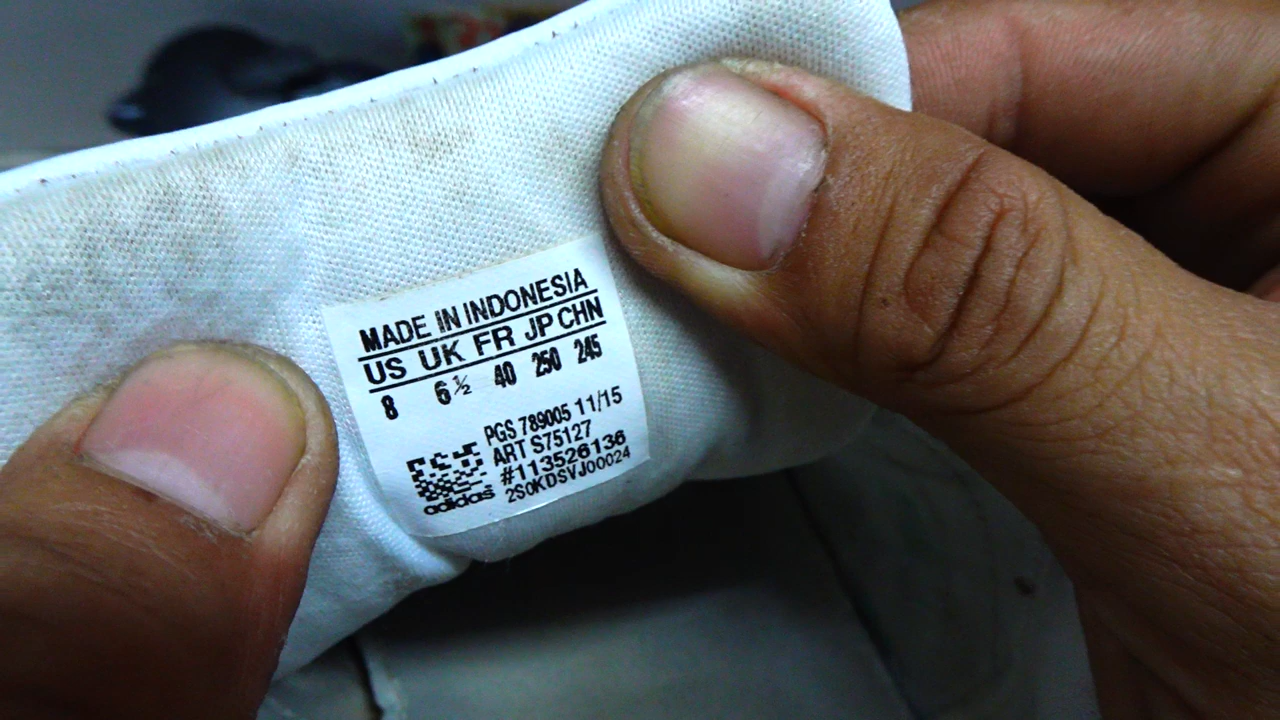 MADE IN INDONESIA
US UK FR JP CHN
8 6½ 40 250 245
PGS 789005 11/15
ART S75127
#113526136
2S0KDSVJ00024
adidas